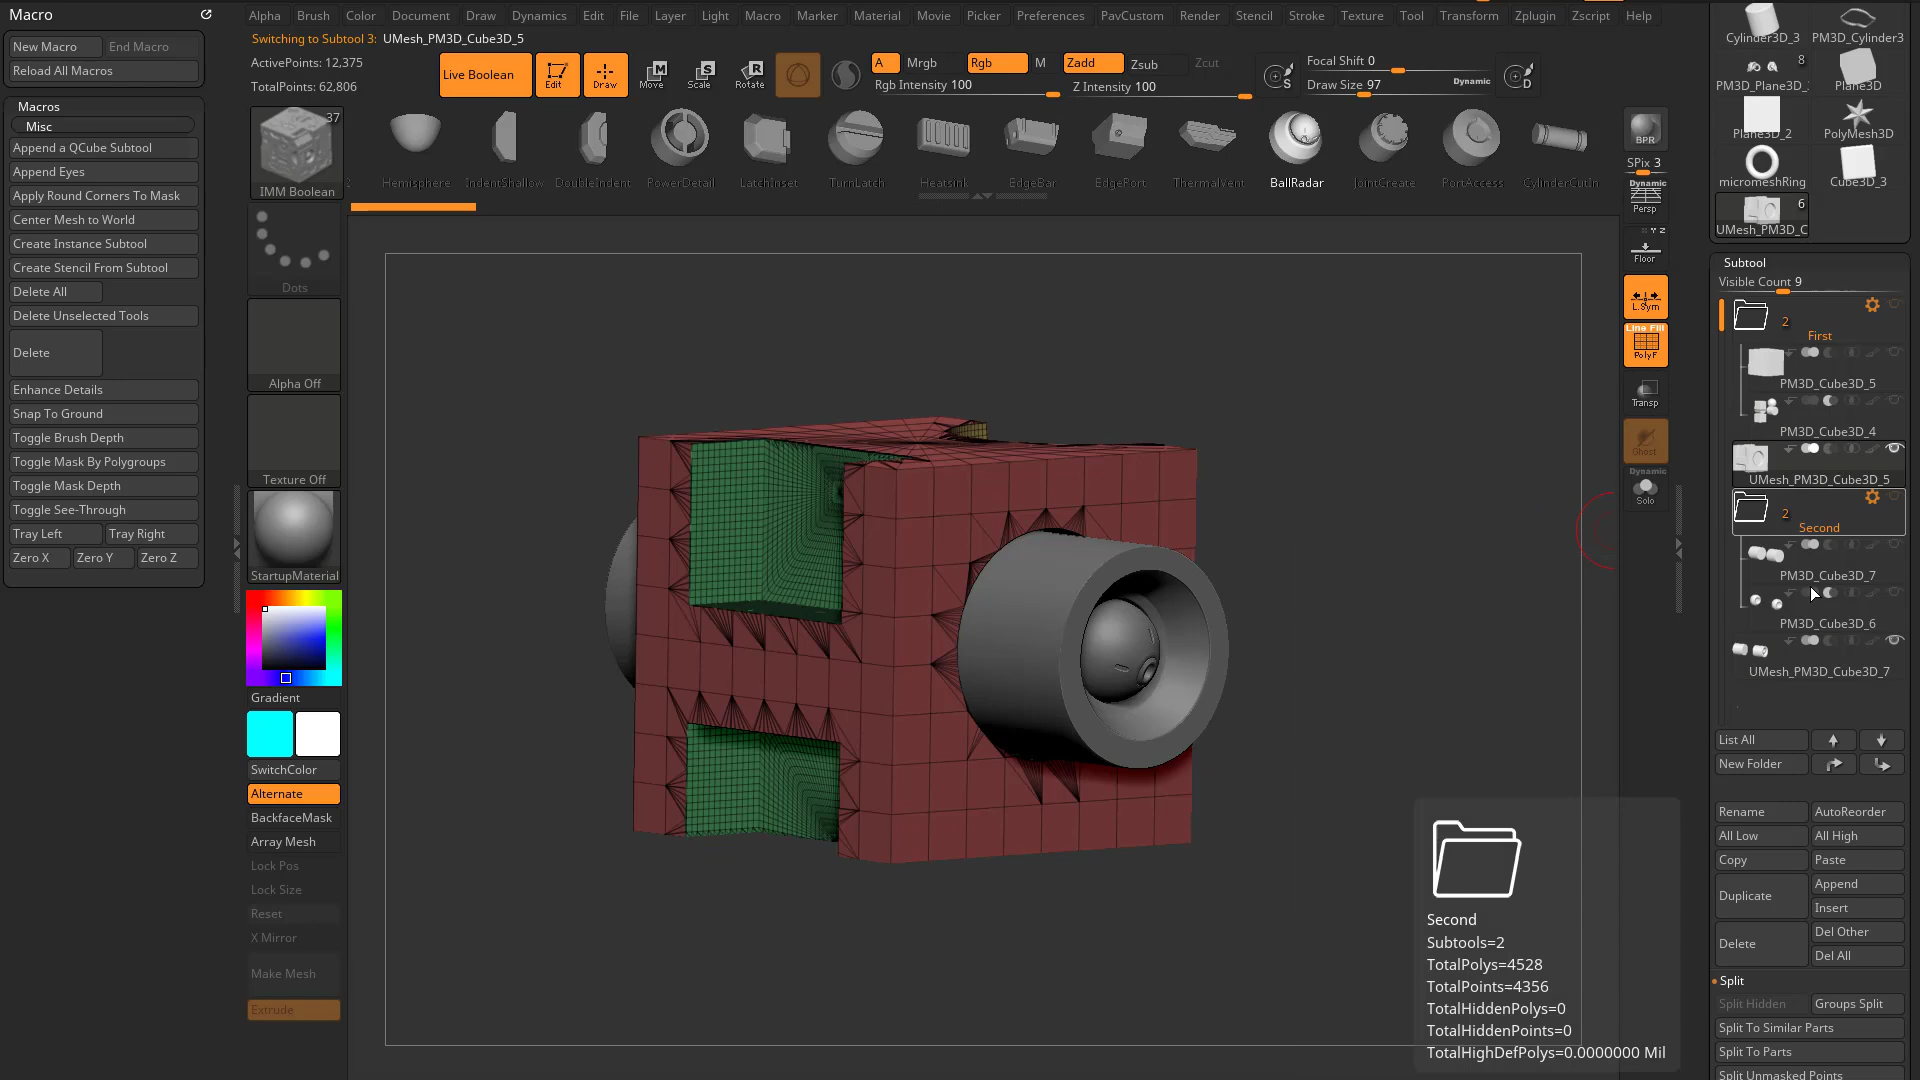 Macro
Alpha Brush Color Document Draw Dynamics Edit File Layer Light Macro Marker Material Movie Picker Preferences PavCustom Render Stencil Stroke Texture Tool Transform Zplugin Zscript Help
New Macro End Macro
Reload All Macros
Switching to Subtool 3: UMesh_PM3D_Cube3D_5
ActivePoints: 12,375
TotalPoints: 62,806
Live Boolean
Edit
Draw
Move
Scale
Rotate
A Mrgb Rgb M Zadd Zsub Zcut
Rgb Intensity 100
Z Intensity 100
S
Focal Shift 0
Draw Size 97
Dynamic
D
Macros
Misc
Append a QCube Subtool
Append Eyes
Apply Round Corners To Mask
Center Mesh to World
Create Instance Subtool
Create Stencil From Subtool
Delete All
Delete Unselected Tools
Delete
Enhance Details
Snap To Ground
Toggle Brush Depth
Toggle Mask By Polygroups
Toggle Mask Depth
Toggle See-Through
Tray Left Tray Right
Zero X Zero Y Zero Z
37
IMM Boolean
Dots
Alpha Off
Texture Off
StartupMaterial
Gradient
SwitchColor
Alternate
BackfaceMask
Array Mesh
Lock Pos
Lock Size
Reset
X Mirror
Make Mesh
Extrude
Hemisphere IndentShallow DoubleIndent PowerDetail LatchInset TurnLatch Heatsink EdgeBar EdgePort ThermalVent BallRadar JointCreate PortAccess CylinderCutIn
BPR
SPix 3
Dynamic
Persp
Floor
L.Sym
Line Fill
PolyF
Transp
Ghost
Dynamic
Solo
Cylinder3D_3 PM3D_Cylinder3
8
PM3D_Plane3D_ Plane3D
Plane3D_2 PolyMesh3D
micromeshRing Cube3D_3
6
UMesh_PM3D_C
Subtool
Visible Count 9
2
First
PM3D_Cube3D_5
PM3D_Cube3D_4
UMesh_PM3D_Cube3D_5
2
Second
PM3D_Cube3D_7
PM3D_Cube3D_6
UMesh_PM3D_Cube3D_7
List All
New Folder
Rename AutoReorder
All Low All High
Copy Paste
Duplicate Append
Insert
Delete Del Other
Del All
Split
Split Hidden Groups Split
Split To Similar Parts
Split To Parts
Split Unmasked Points
Second
Subtools=2
TotalPolys=4528
TotalPoints=4356
TotalHiddenPolys=0
TotalHiddenPoints=0
TotalHighDefPolys=0.0000000 Mil